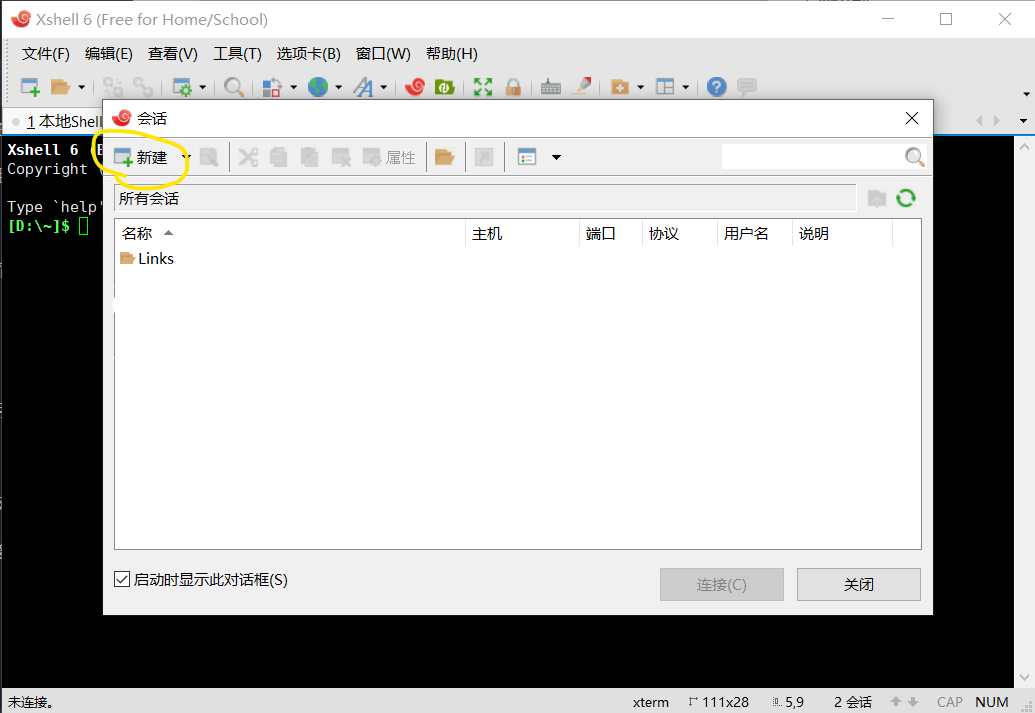 Xshell 6 (Free for Home/School)
文件(F) 编辑(E) 查看(V) 工具(T) 选项卡(B) 窗口(W) 帮助(H)
1 本地Shell
会话
新建 属性
所有会话
名称 主机 端口 协议 用户名 说明
Links
Xshell 6
Copyright
Type `help'
[D:\~]$
启动时显示此对话框(S)
连接(C) 关闭
未连接。 xterm 111x28 5,9 2 会话 CAP NUM